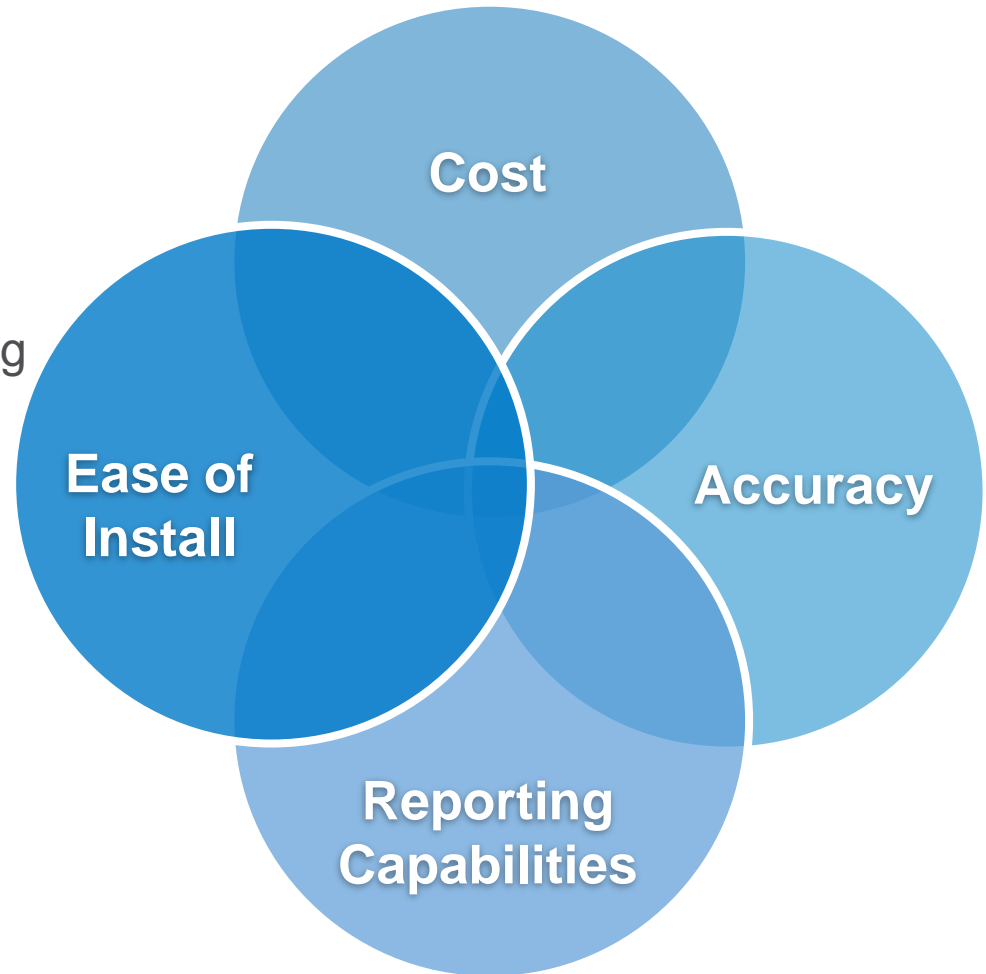 Cost
g
Ease of
Install
Accuracy
Reporting
Capabilities